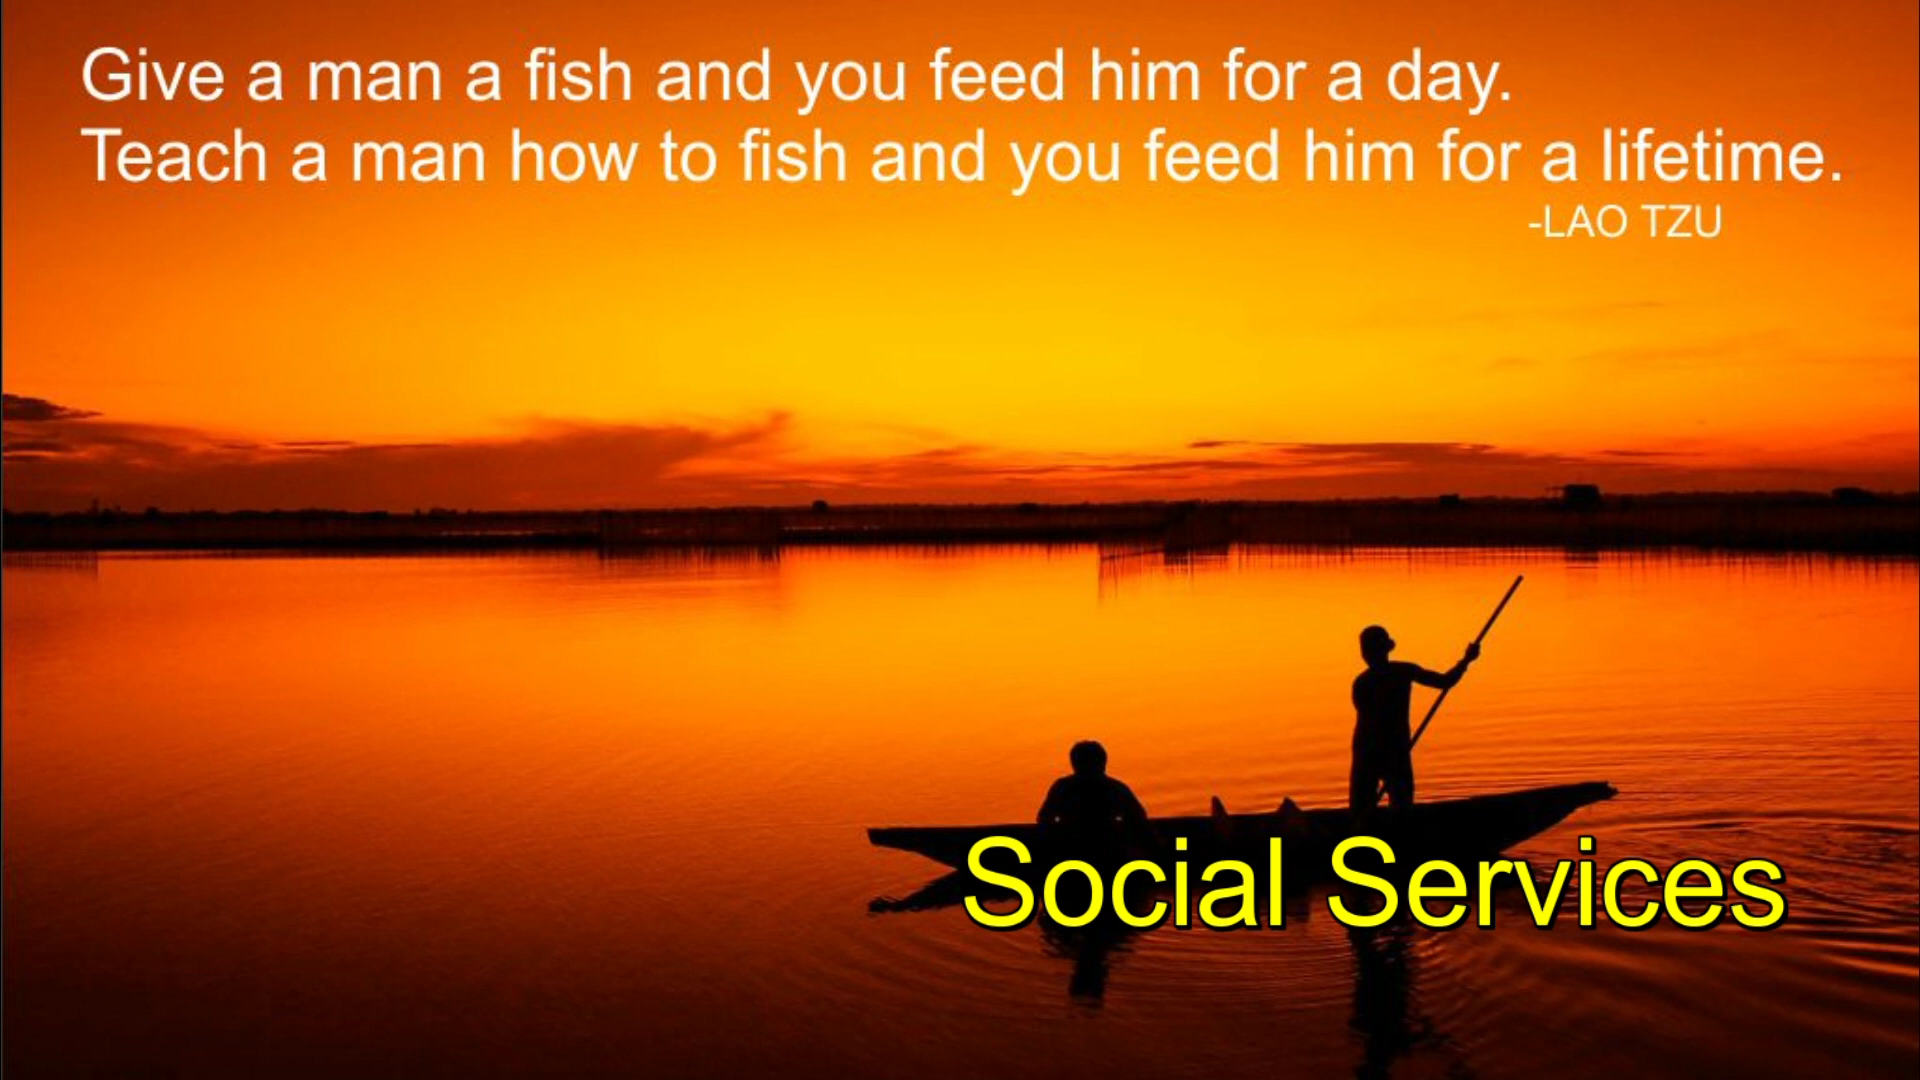 Give a man a fish and you feed him for a day.
Teach a man how to fish and you feed him for a lifetime.
-LAO TZU
Social Services